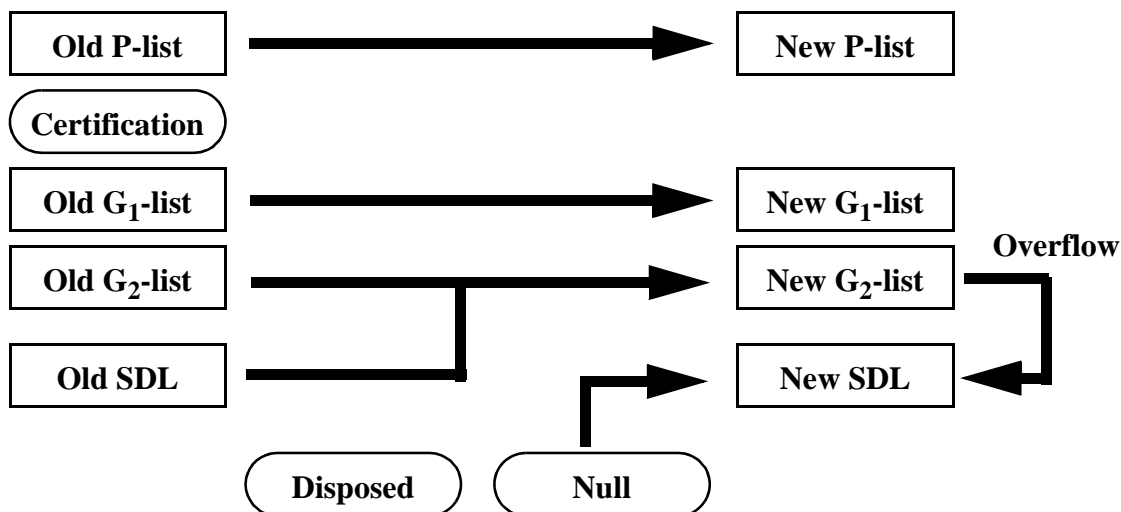 Old P-list
New P-list
Certification
Old G₁-list
New G₁-list
Overflow
Old G₂-list
New G₂-list
Old SDL
New SDL
Disposed
Null